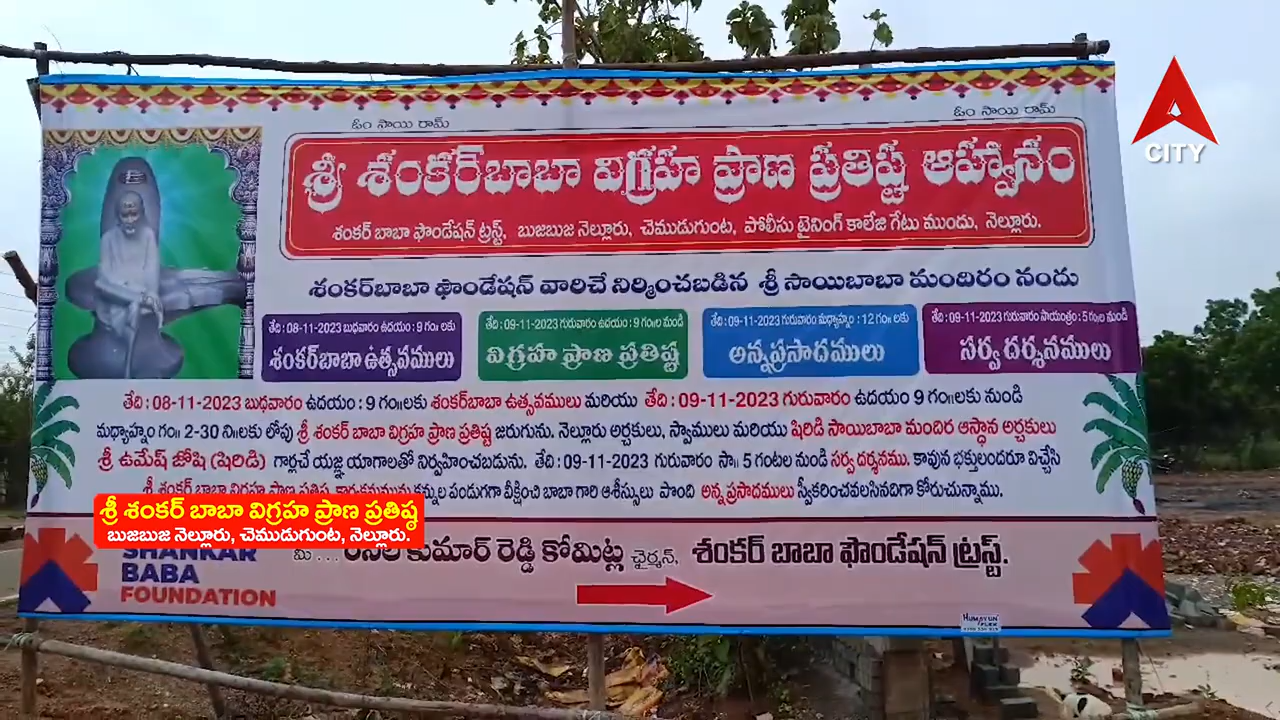 ఓం సాయి రామ్ ఓం సాయి రామ్
CITY
శ్రీ శంకర్‌బాబా విగ్రహ ప్రాణ ప్రతిష్ట ఆహ్వానం
శంకర్ బాబా ఫౌండేషన్ ట్రస్ట్, బుజబుజ నెల్లూరు, చెముడుగుంట, పోలీసు ట్రైనింగ్ కాలేజి గేటు ముందు, నెల్లూరు.
శంకర్‌బాబా ఫౌండేషన్ వారిచే నిర్మించబడిన శ్రీ సాయిబాబా మందిరం నందు
తేది : 08-11-2023 బుధవారం ఉదయం : 9 గం॥లకు
శంకర్‌బాబా ఉత్సవములు
తేది : 09-11-2023 గురువారం ఉదయం : 9 గం॥ల నుండి
విగ్రహ ప్రాణ ప్రతిష్ట
తేది : 09-11-2023 గురువారం మధ్యాహ్నం : 12 గం॥లకు
అన్నప్రసాదములు
తేది : 09-11-2023 గురువారం సాయంత్రం : 5 గం॥ల నుండి
సర్వ దర్శనములు
తేది : 08-11-2023 బుధవారం ఉదయం : 9 గం॥లకు శంకర్‌బాబా ఉత్సవములు మరియు తేది : 09-11-2023 గురువారం ఉదయం 9 గం॥లకు నుండి
మధ్యాహ్నం గం॥ 2-30 ని॥లకు లోపు శ్రీ శంకర్ బాబా విగ్రహ ప్రాణ ప్రతిష్ట జరుగును. నెల్లూరు అర్చకులు, స్వాములు మరియు షిరిడి సాయిబాబా మందిర ఆస్థాన అర్చకులు
శ్రీ ఉమేష్ జోషి (షిరిడి) గార్లచే యజ్ఞ యాగాలతో నిర్వహించబడును. తేది : 09-11-2023 గురువారం సా॥ 5 గంటల నుండి సర్వ దర్శనము. కావున భక్తులందరూ విచ్చేసి
శ్రీ శంకర్ బాబా విగ్రహ ప్రాణ ప్రతిష్ట కార్యక్రమమును కన్నుల పండుగగా వీక్షించి బాబా గారి ఆశీస్సులు పొంది అన్నప్రసాదములు స్వీకరించవలసినదిగా కోరుచున్నాము.
శ్రీ శంకర్ బాబా విగ్రహ ప్రాణ ప్రతిష్ఠ
బుజబుజ నెల్లూరు, చెముడుగుంట, నెల్లూరు.
మీ ... కుమార్ రెడ్డి కోమిట్ల ఛైర్మన్, శంకర్ బాబా ఫౌండేషన్ ట్రస్ట్.
SHANKAR
BABA
FOUNDATION
HUMAYUN
FLEX